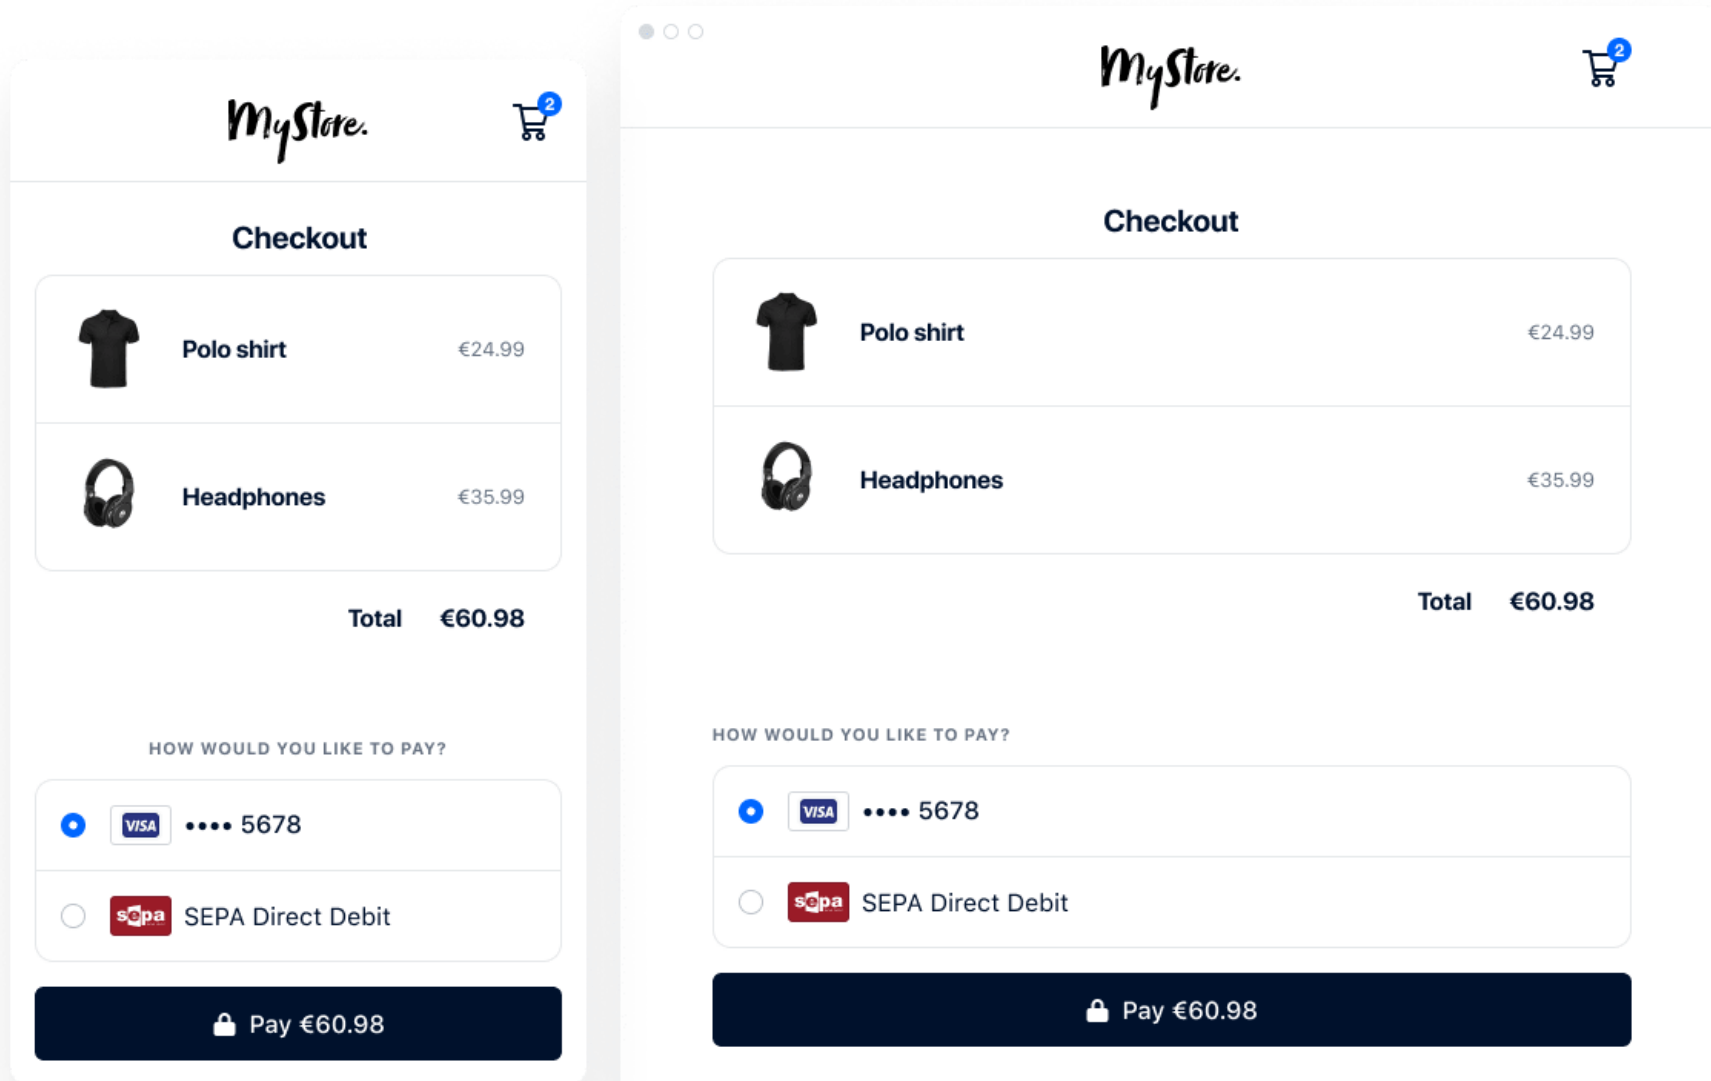 MyStore.
2
Checkout
Polo shirt €24.99
Headphones €35.99
Total €60.98
HOW WOULD YOU LIKE TO PAY?
VISA •••• 5678
sepa SEPA Direct Debit
Pay €60.98
MyStore.
2
Checkout
Polo shirt €24.99
Headphones €35.99
Total €60.98
HOW WOULD YOU LIKE TO PAY?
VISA •••• 5678
sepa SEPA Direct Debit
Pay €60.98